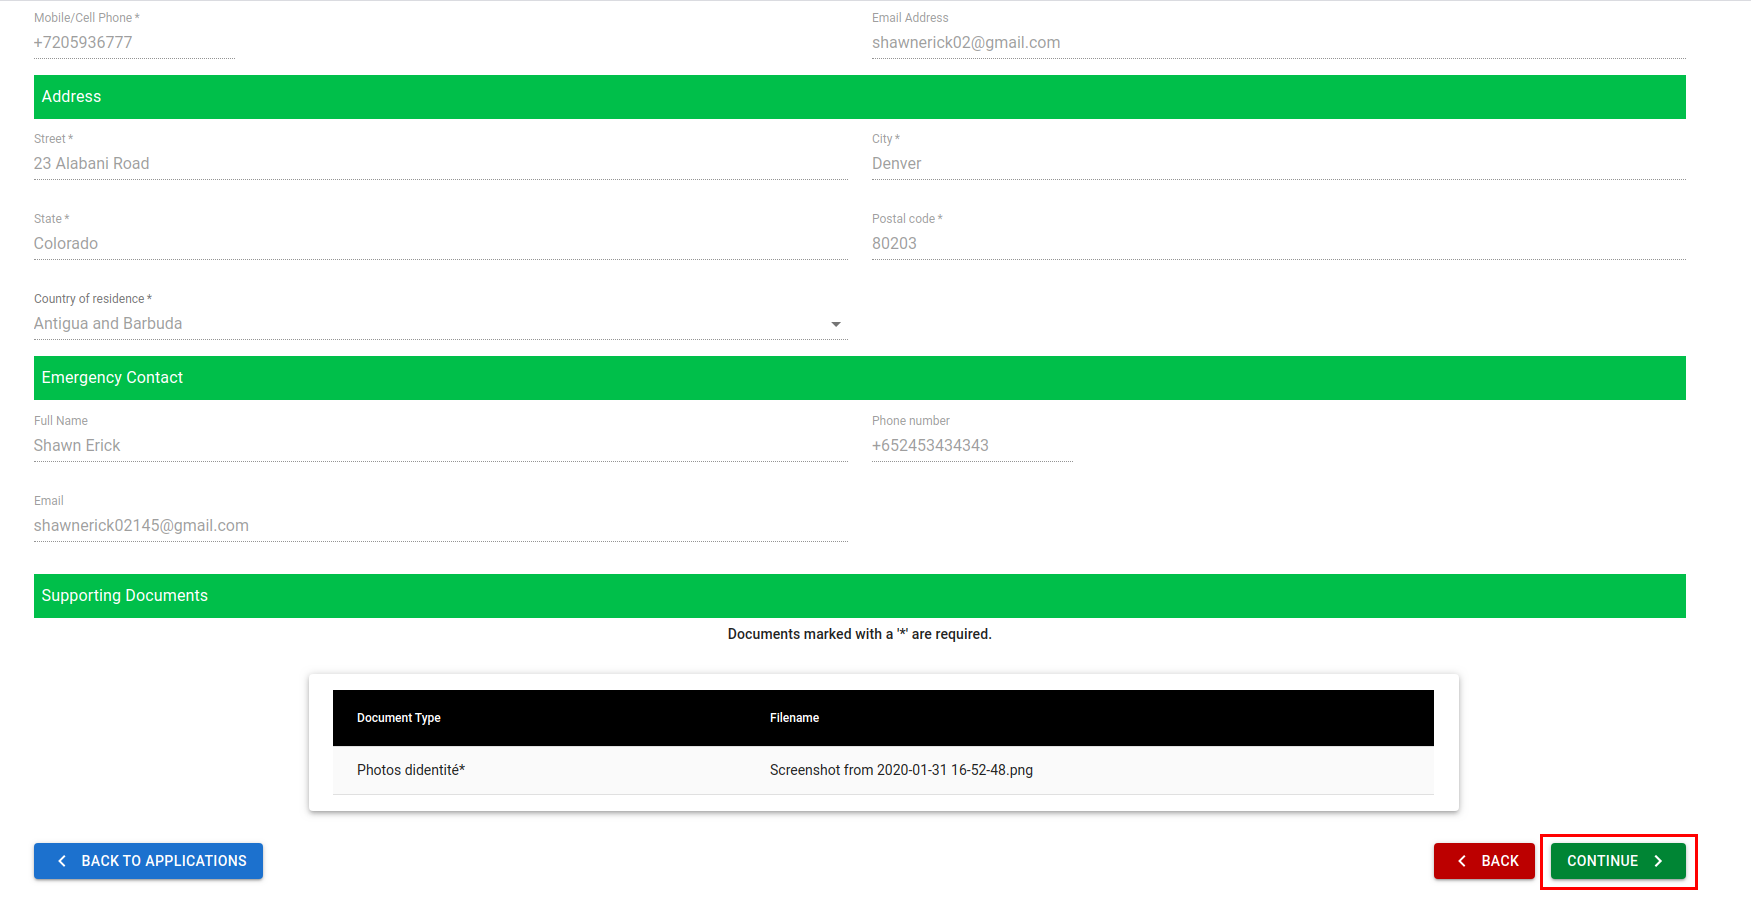 Mobile/Cell Phone *
Email Address
+7205936777
shawnerick02@gmail.com
Address
Street *
City *
23 Alabani Road
Denver
State *
Postal code *
Colorado
80203
Country of residence *
Antigua and Barbuda
Emergency Contact
Full Name
Phone number
Shawn Erick
+652453434343
Email
shawnerick02145@gmail.com
Supporting Documents
Documents marked with a '*' are required.
Document Type
Filename
Photos didentité*
Screenshot from 2020-01-31 16-52-48.png
BACK TO APPLICATIONS
BACK
CONTINUE